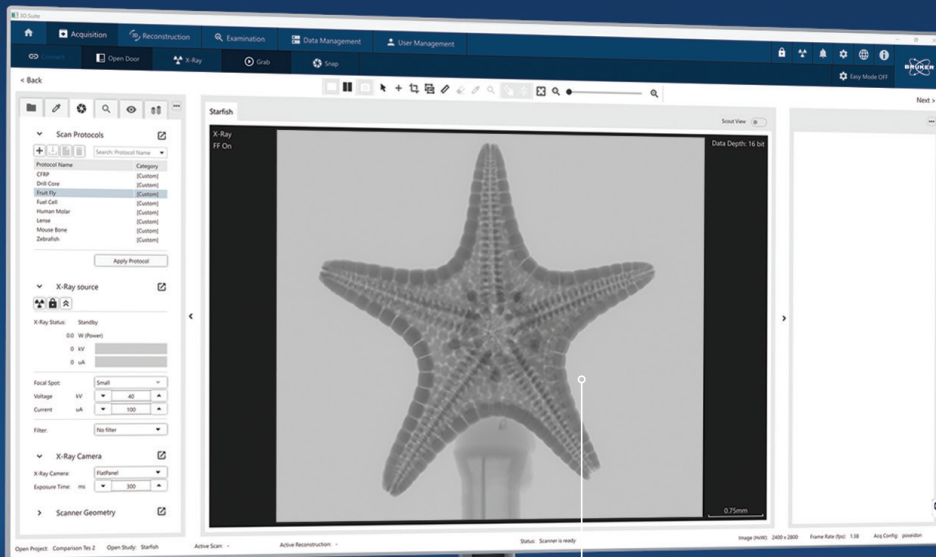 3D.Suite
Acquisition Reconstruction Examination Data Management User Management
Connect Open Door X-Ray Grab Snap
BRUKER
Easy Mode OFF
< Back
Next >
Scan Protocols
Search: Protocol Name
Protocol Name Category
CFRP [Custom]
Drill Core [Custom]
Fruit Fly [Custom]
Fuel Cell [Custom]
Human Molar [Custom]
Lense [Custom]
Mouse Bone [Custom]
Zebrafish [Custom]
Apply Protocol
X-Ray source
X-Ray Status: Standby
0.0 W (Power)
0 kV
0 uA
Focal Spot: Small
Voltage kV 40
Current uA 100
Filter: No filter
X-Ray Camera
X-Ray Camera: FlatPanel
Exposure Time: ms 300
Scanner Geometry
Starfish
Scout View
X-Ray
FF On
Data Depth: 16 bit
0.75mm
Open Project: Comparison Tes 2 Open Study: Starfish Active Scan: - Active Reconstruction: - Status: Scanner is ready Image (HxW): 2400 x 2800 Frame Rate (fps): 1.38 Acq Config: poseidon